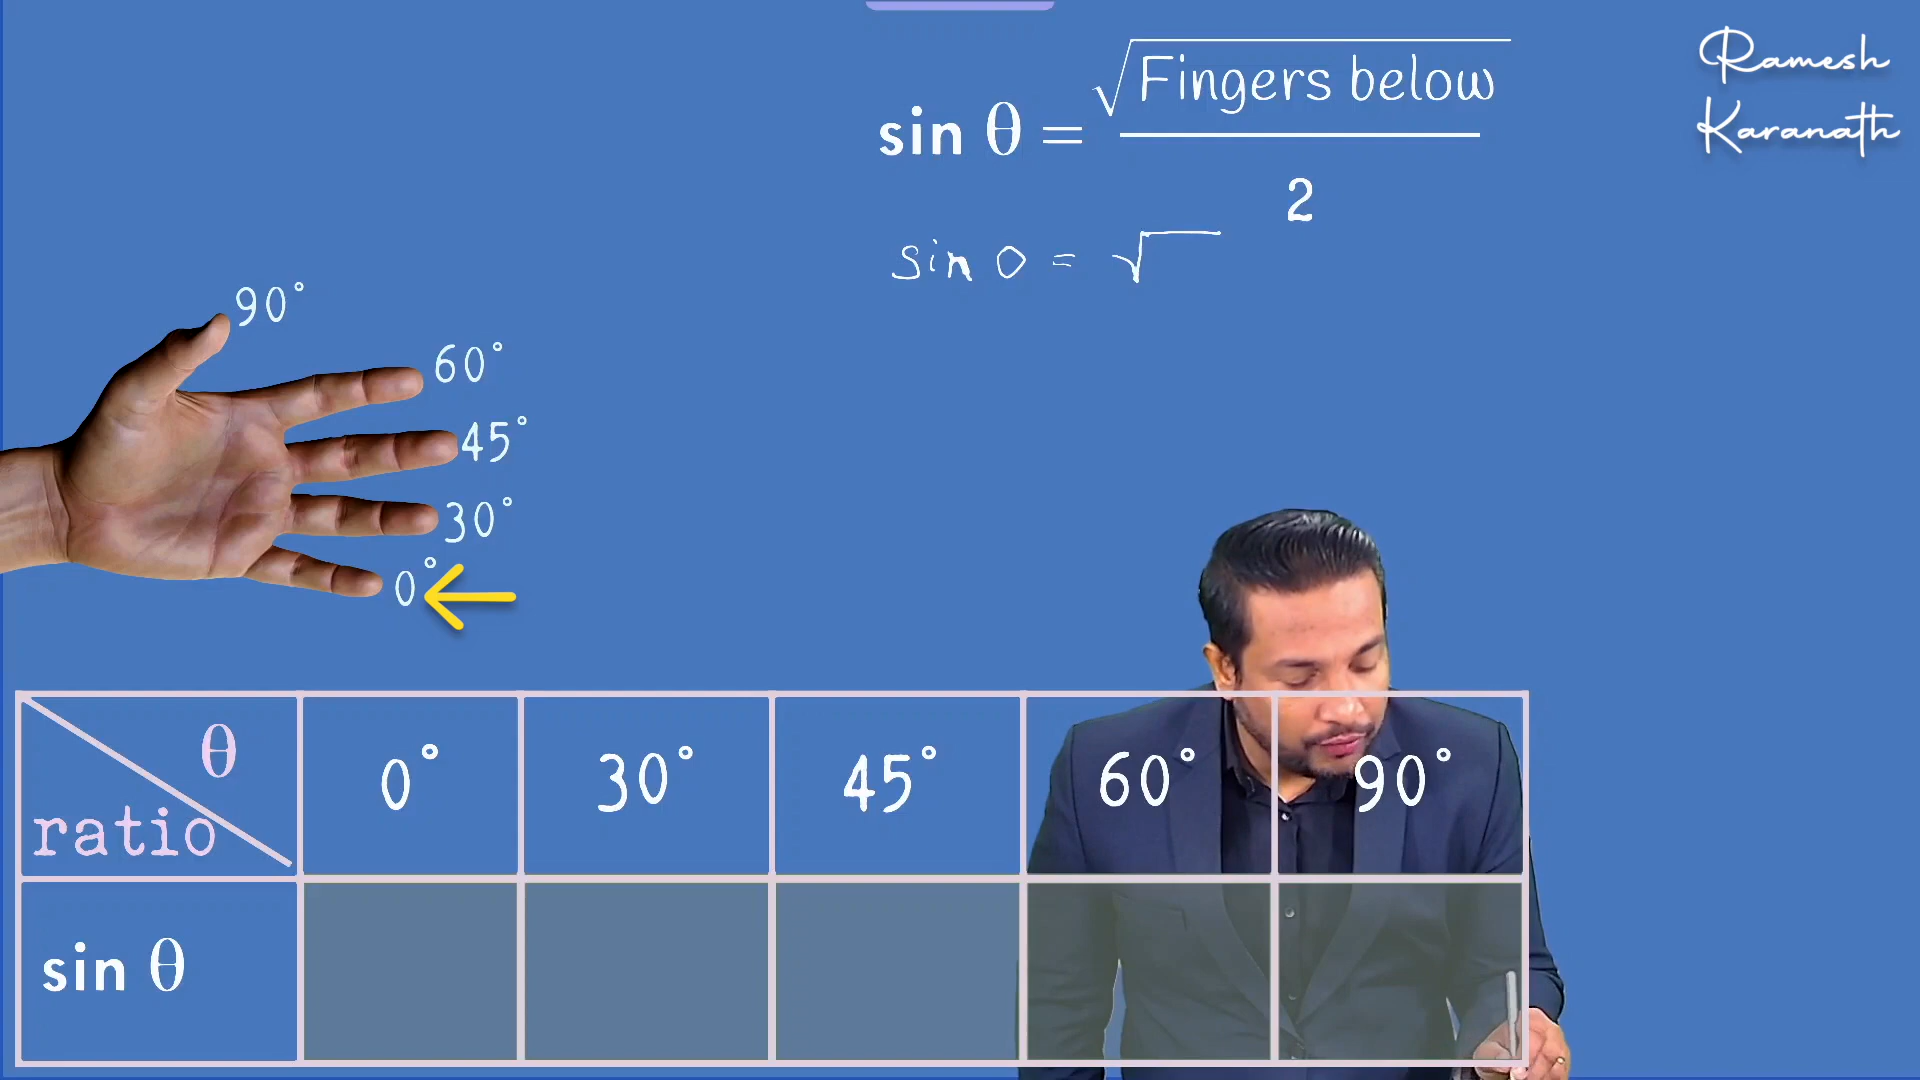 Ramesh
Karanath
sin θ = √Fingers below
2
sin 0 = √
90°
60°
45°
30°
0°
θ
ratio
0°
30°
45°
60°
90°
sin θ